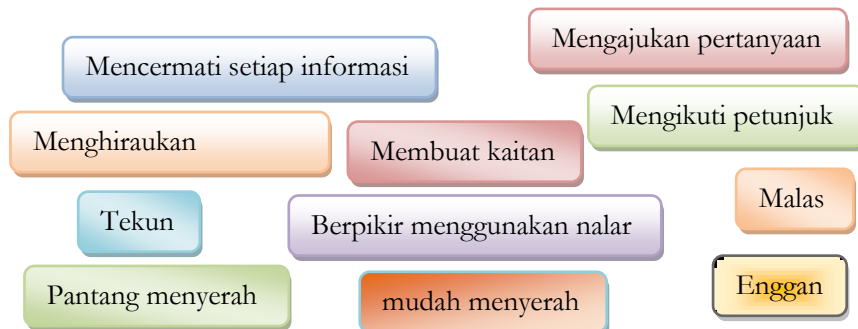 Mengajukan pertanyaan
Mencermati setiap informasi
Mengikuti petunjuk
Menghiraukan
Membuat kaitan
Malas
Tekun
Berpikir menggunakan nalar
Pantang menyerah
mudah menyerah
Enggan